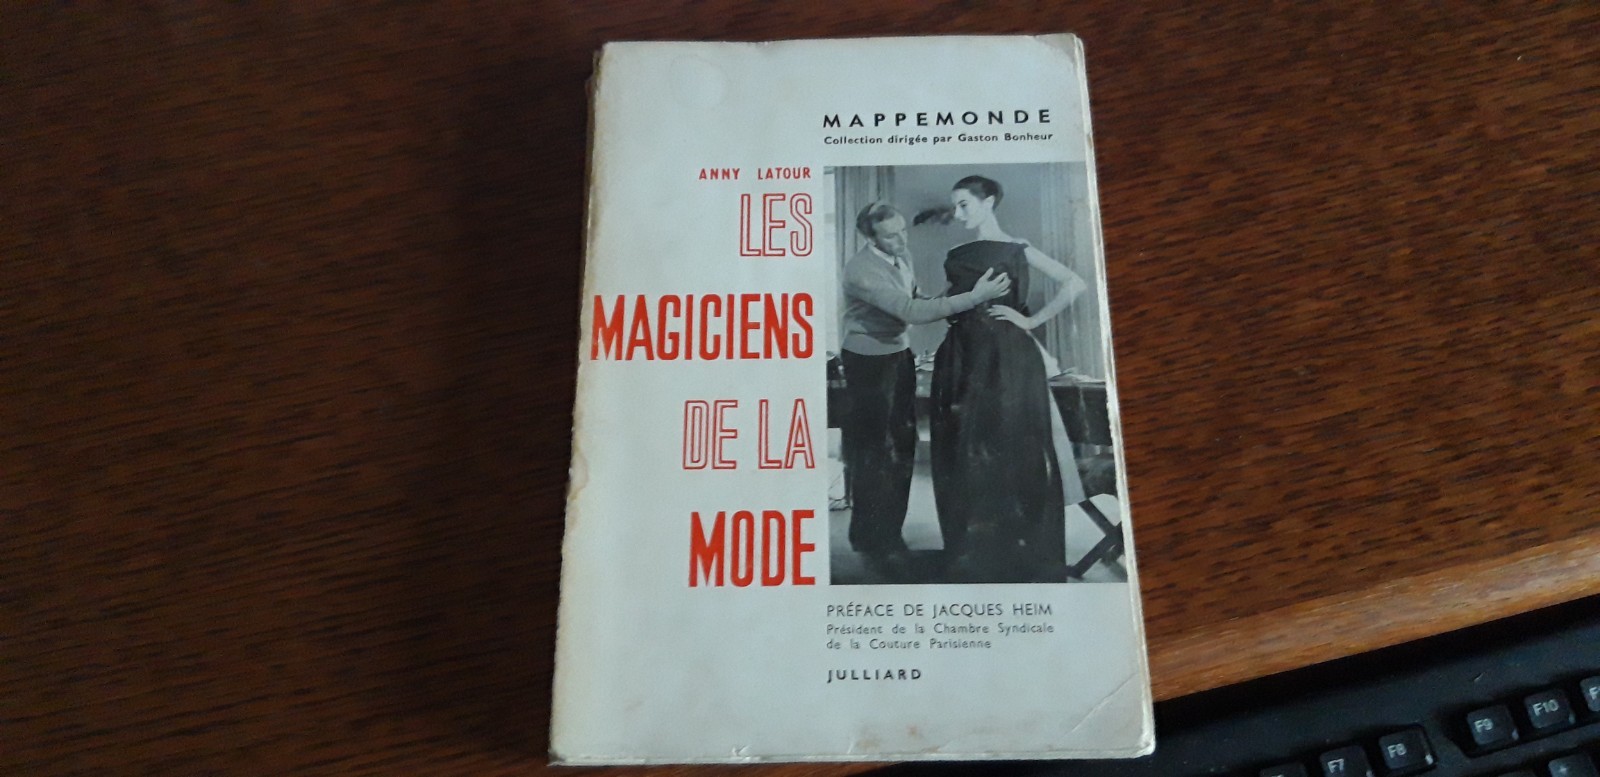 MAPPEMONDE
Collection dirigée par Gaston Bonheur
ANNY LATOUR
LES
MAGICIENS
DE LA
MODE
PRÉFACE DE JACQUES HEIM
Président de la Chambre Syndicale
de la Couture Parisienne
JULLIARD
F7
F8
F9
F10